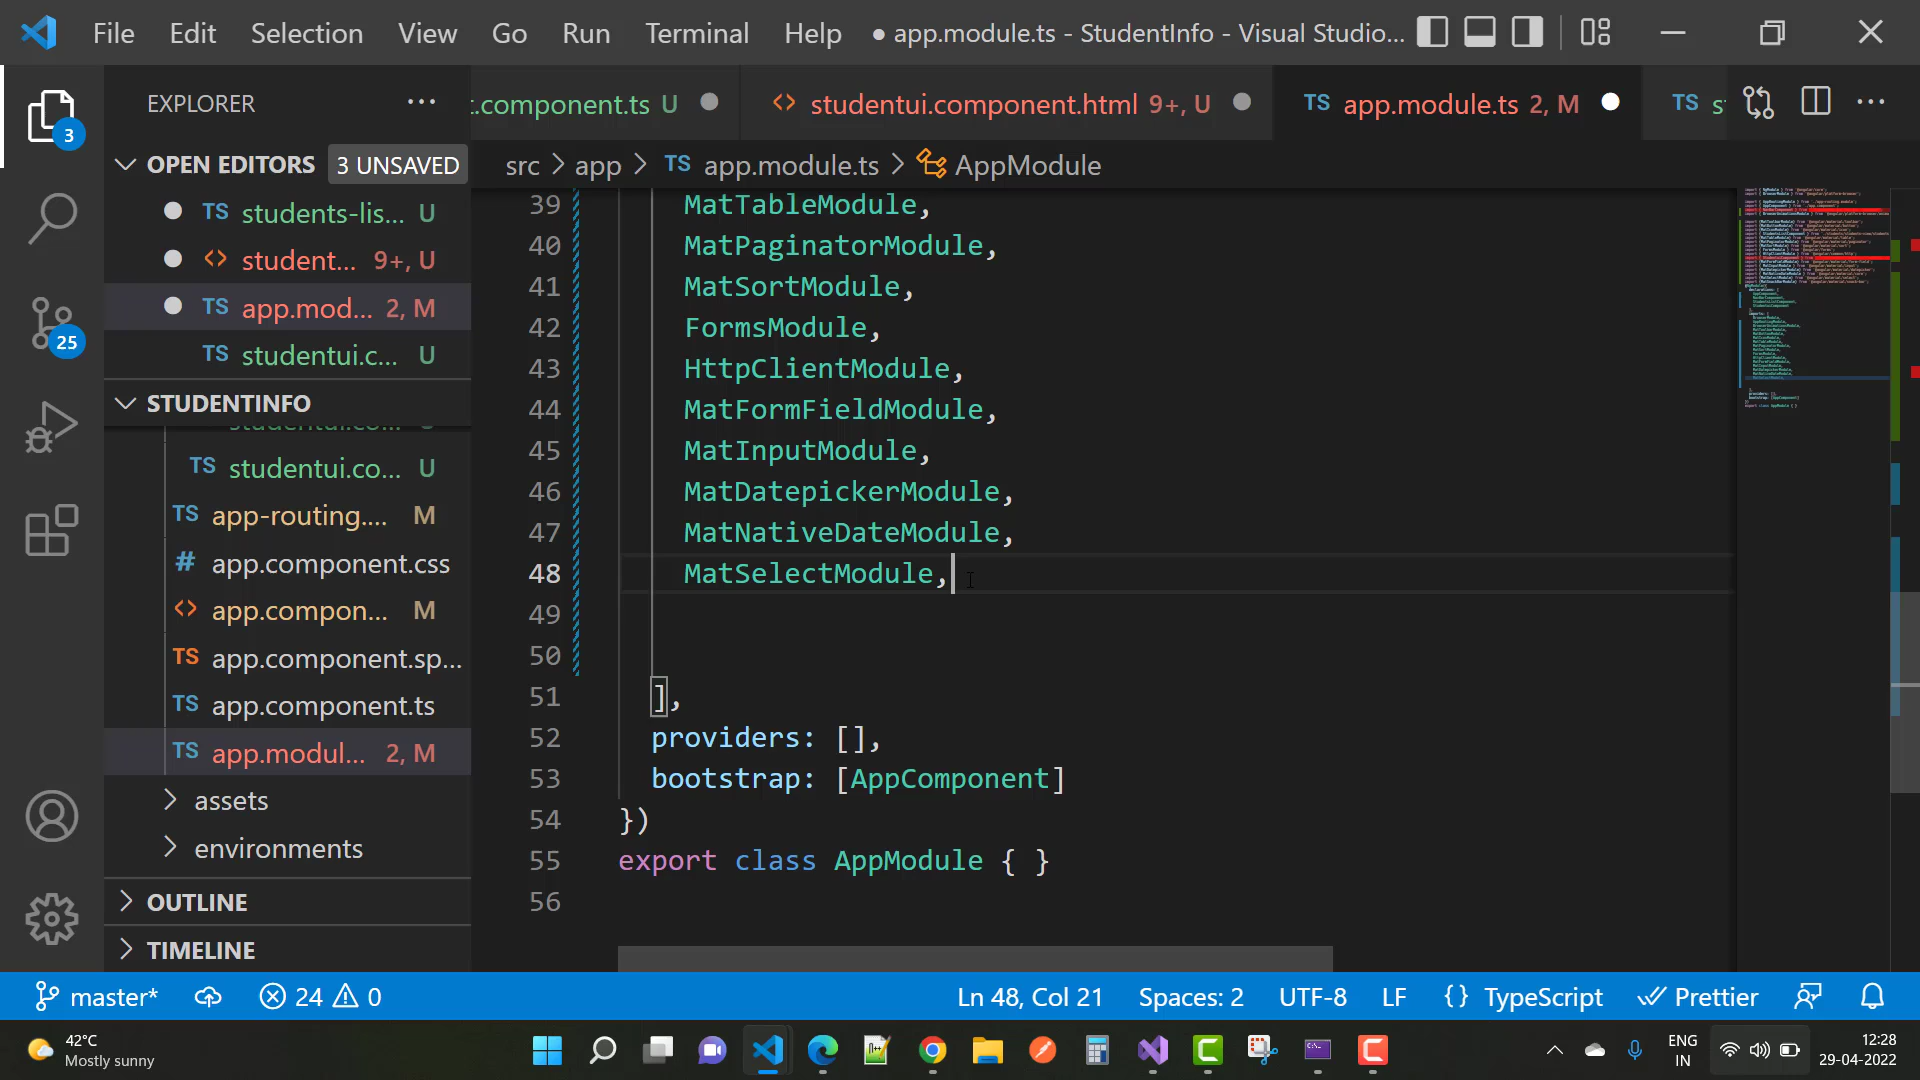 File Edit Selection View Go Run Terminal Help ● app.module.ts - StudentInfo - Visual Studio...
EXPLORER ···
t.component.ts U
<> studentui.component.html 9+, U
TS app.module.ts 2, M
TS s
3
OPEN EDITORS 3 UNSAVED
src > app > TS app.module.ts > AppModule
TS students-lis... U
<> student... 9+, U
TS app.mod... 2, M
TS studentui.c... U
25
STUDENTINFO
TS studentui.co... U
TS app-routing.... M
# app.component.css
<> app.compon... M
TS app.component.sp...
TS app.component.ts
TS app.modul... 2, M
assets
environments
OUTLINE
TIMELINE
39 MatTableModule,
40 MatPaginatorModule,
41 MatSortModule,
42 FormsModule,
43 HttpClientModule,
44 MatFormFieldModule,
45 MatInputModule,
46 MatDatepickerModule,
47 MatNativeDateModule,
48 MatSelectModule,
49
50
51 ],
52 providers: [],
53 bootstrap: [AppComponent]
54 })
55 export class AppModule { }
56
master* 24 0 Ln 48, Col 21 Spaces: 2 UTF-8 LF {} TypeScript Prettier
42°C
Mostly sunny
ENG
IN
12:28
29-04-2022